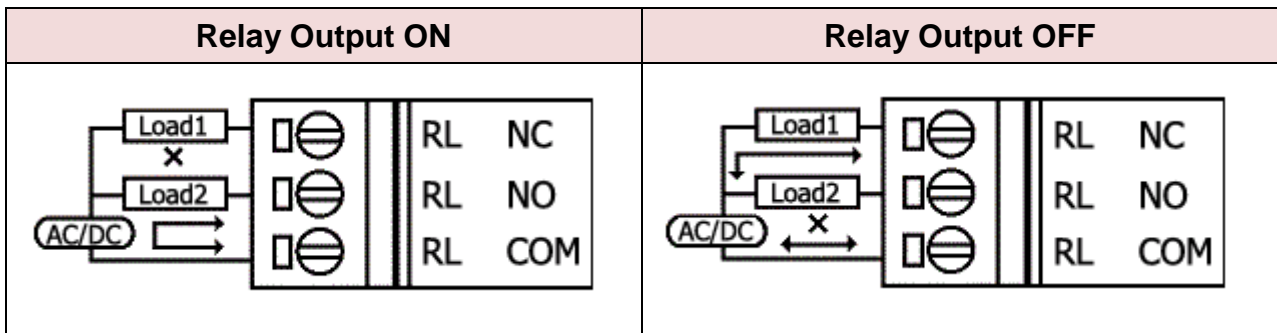 Relay Output ON
Relay Output OFF
Load1
RL NC
Load2
RL NO
AC/DC
RL COM
Load1
RL NC
Load2
RL NO
AC/DC
RL COM